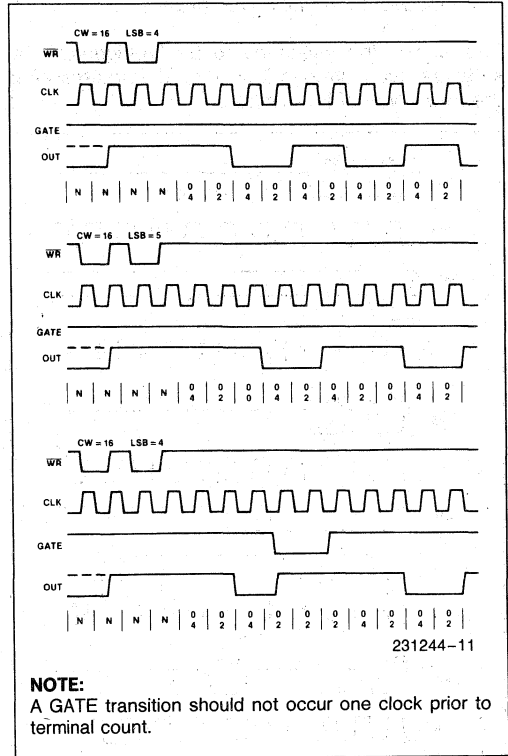 CW = 16 LSB = 4
WR
CLK
GATE
OUT
| N | N | N | N | 0 | 0 | 0 | 0 | 0 | 0 | 0 | 0 | 0 | 0 |
4 2 4 2 4 2 4 2 4 2
CW = 16 LSB = 5
WR
CLK
GATE
OUT
| N | N | N | N | 0 | 0 | 0 | 0 | 0 | 0 | 0 | 0 | 0 | 0 |
4 2 0 4 2 4 2 0 4 2
CW = 16 LSB = 4
WR
CLK
GATE
OUT
| N | N | N | N | 0 | 0 | 0 | 0 | 0 | 0 | 0 | 0 | 0 | 0 |
4 2 4 2 2 2 4 2 4 2
231244–11
NOTE:
A GATE transition should not occur one clock prior to
terminal count.